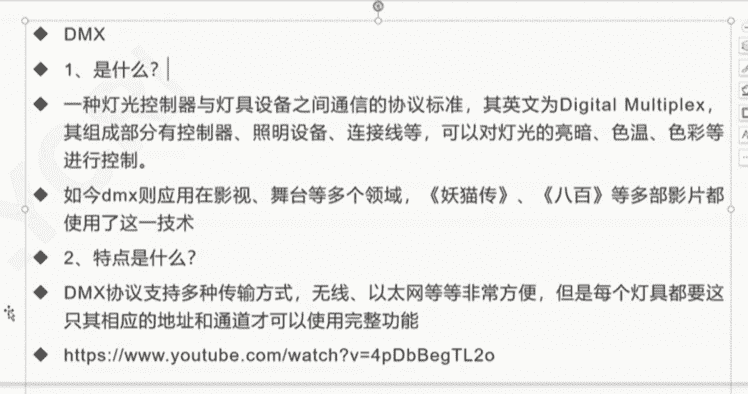 DMX
1、是什么？
一种灯光控制器与灯具设备之间通信的协议标准，其英文为Digital Multiplex，
其组成部分有控制器、照明设备、连接线等，可以对灯光的亮暗、色温、色彩等
进行控制。
如今dmx则应用在影视、舞台等多个领域，《妖猫传》、《八百》等多部影片都
使用了这一技术
2、特点是什么？
DMX协议支持多种传输方式，无线、以太网等等非常方便，但是每个灯具都要这
只其相应的地址和通道才可以使用完整功能
https://www.youtube.com/watch?v=4pDbBegTL2o